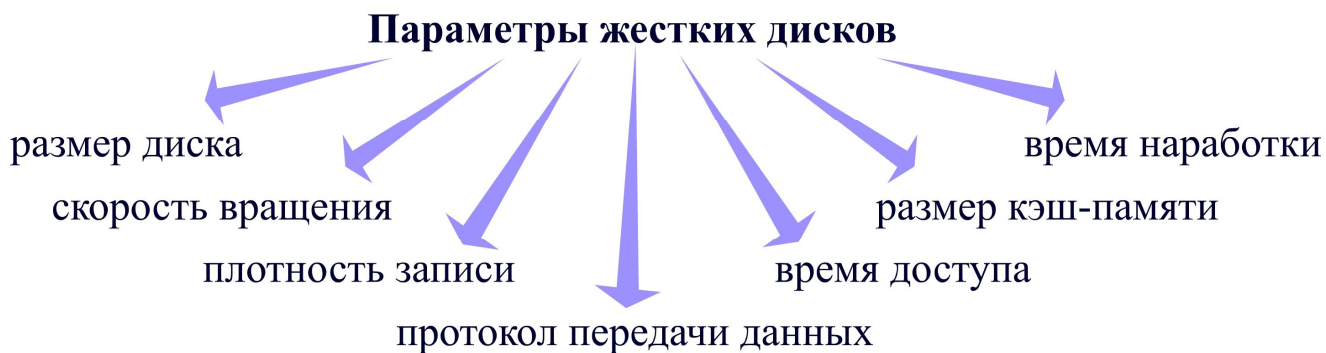 Параметры жестких дисков
размер диска
время наработки
скорость вращения
размер кэш-памяти
плотность записи
время доступа
протокол передачи данных